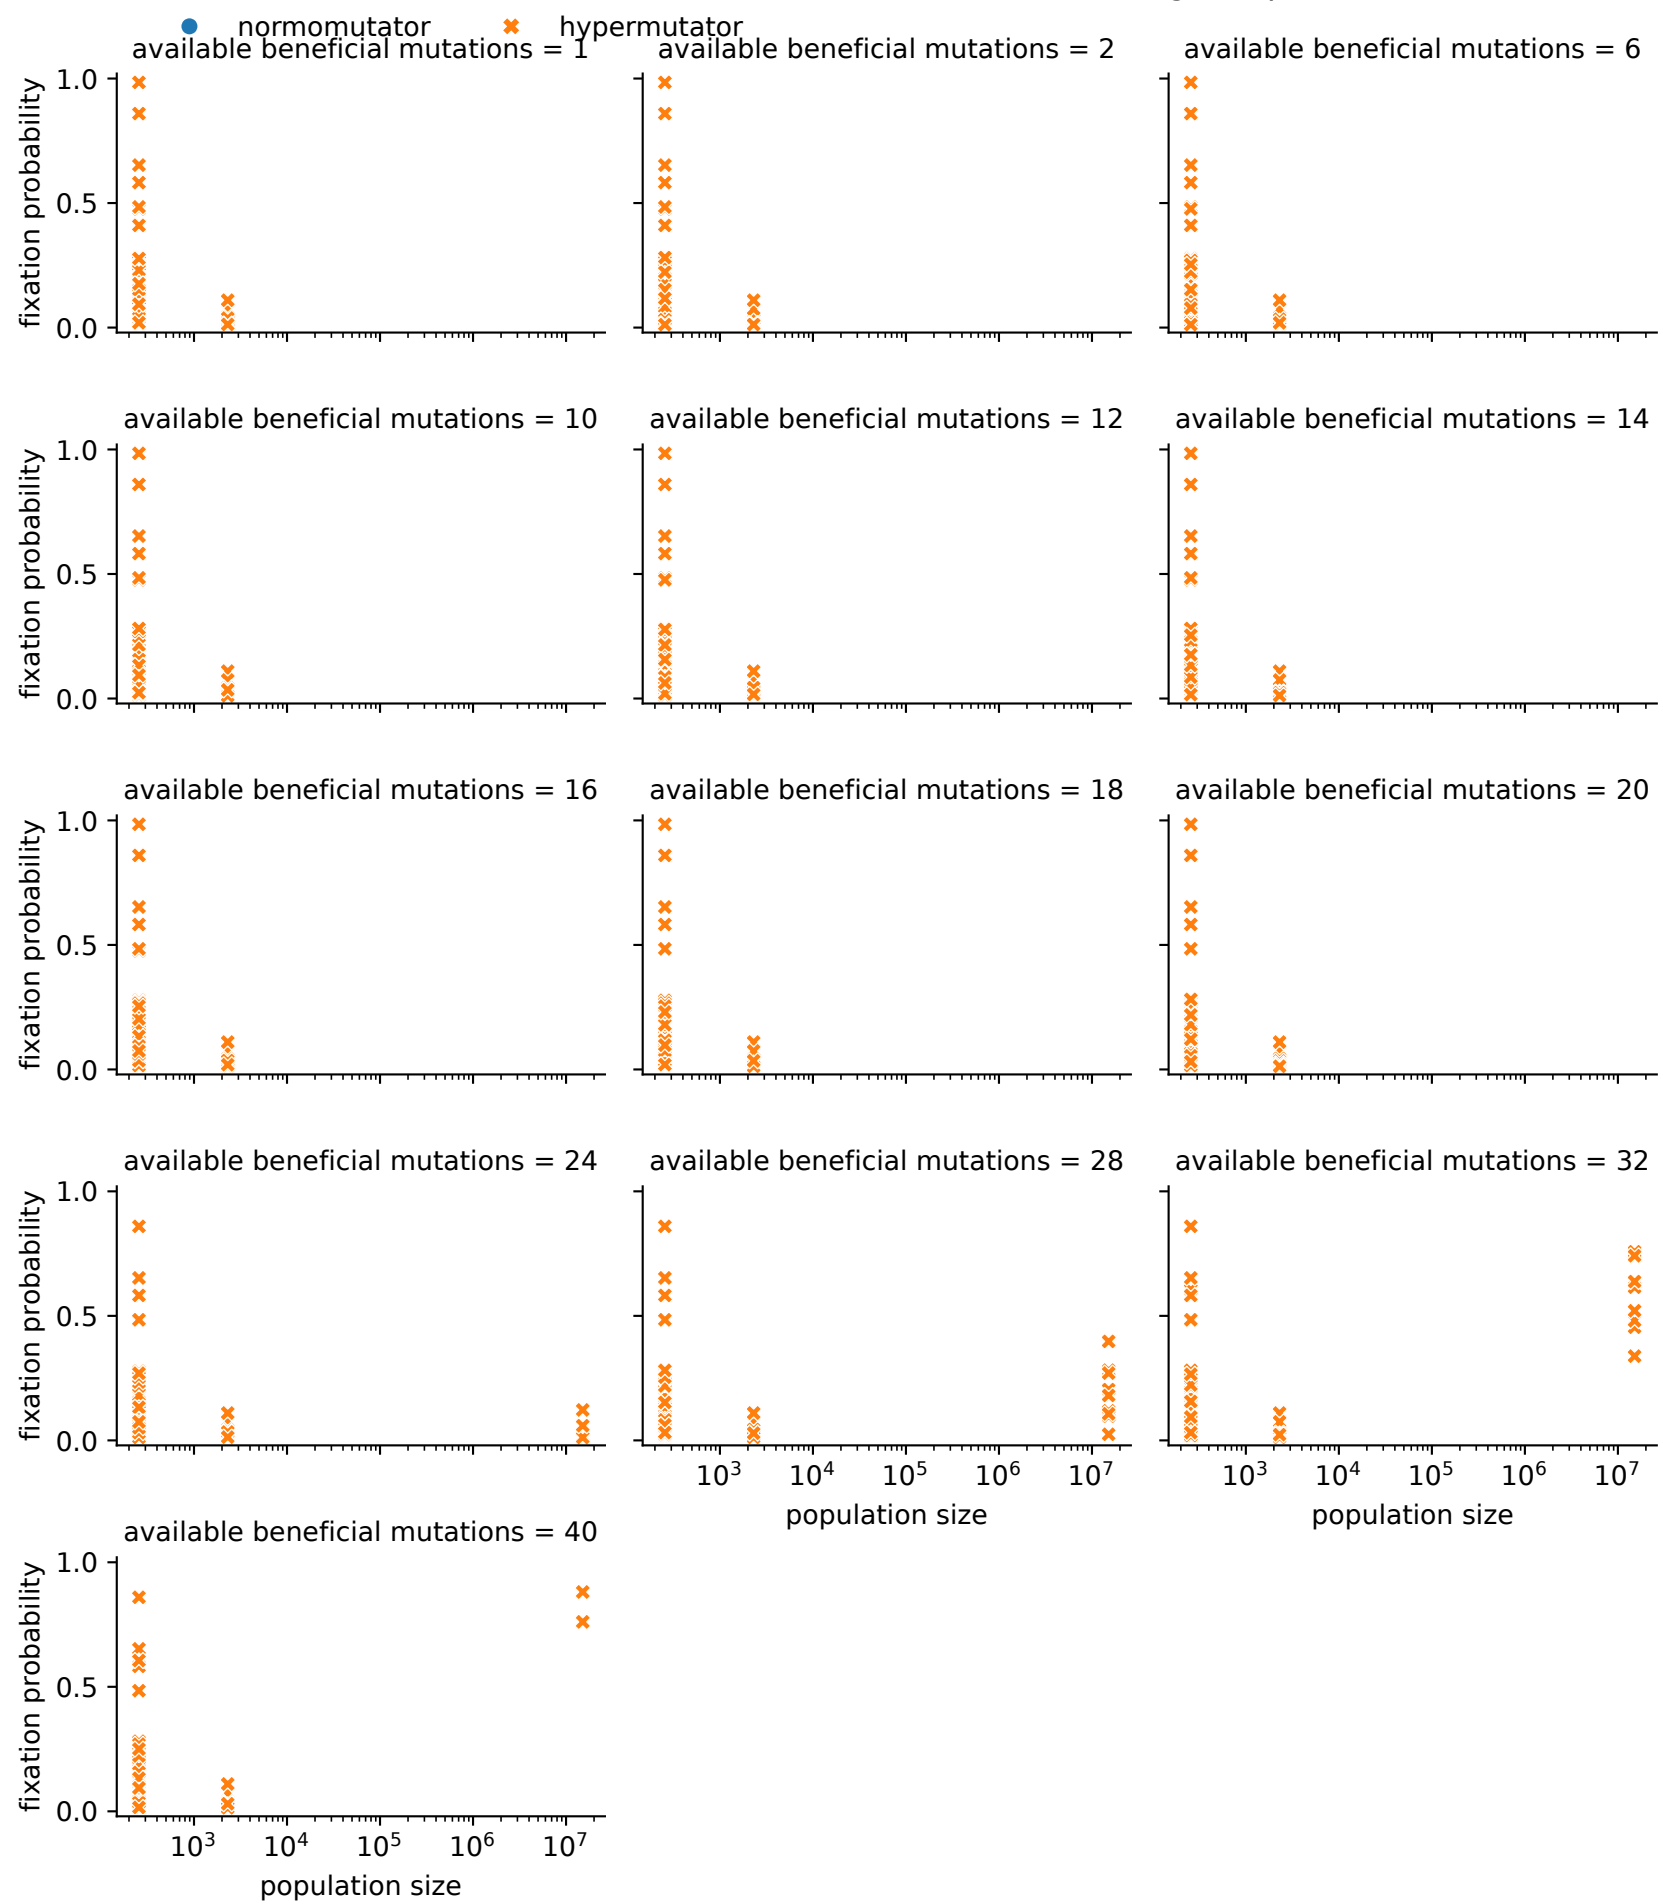 normomutator hypermutator
available beneficial mutations = 1 available beneficial mutations = 2 available beneficial mutations = 6
fixation probability
1.0
0.5
0.0
available beneficial mutations = 10 available beneficial mutations = 12 available beneficial mutations = 14
fixation probability
1.0
0.5
0.0
available beneficial mutations = 16 available beneficial mutations = 18 available beneficial mutations = 20
fixation probability
1.0
0.5
0.0
available beneficial mutations = 24 available beneficial mutations = 28 available beneficial mutations = 32
fixation probability
1.0
0.5
0.0
10³ 10⁴ 10⁵ 10⁶ 10⁷ 10³ 10⁴ 10⁵ 10⁶ 10⁷
population size population size
available beneficial mutations = 40
fixation probability
1.0
0.5
0.0
10³ 10⁴ 10⁵ 10⁶ 10⁷
population size